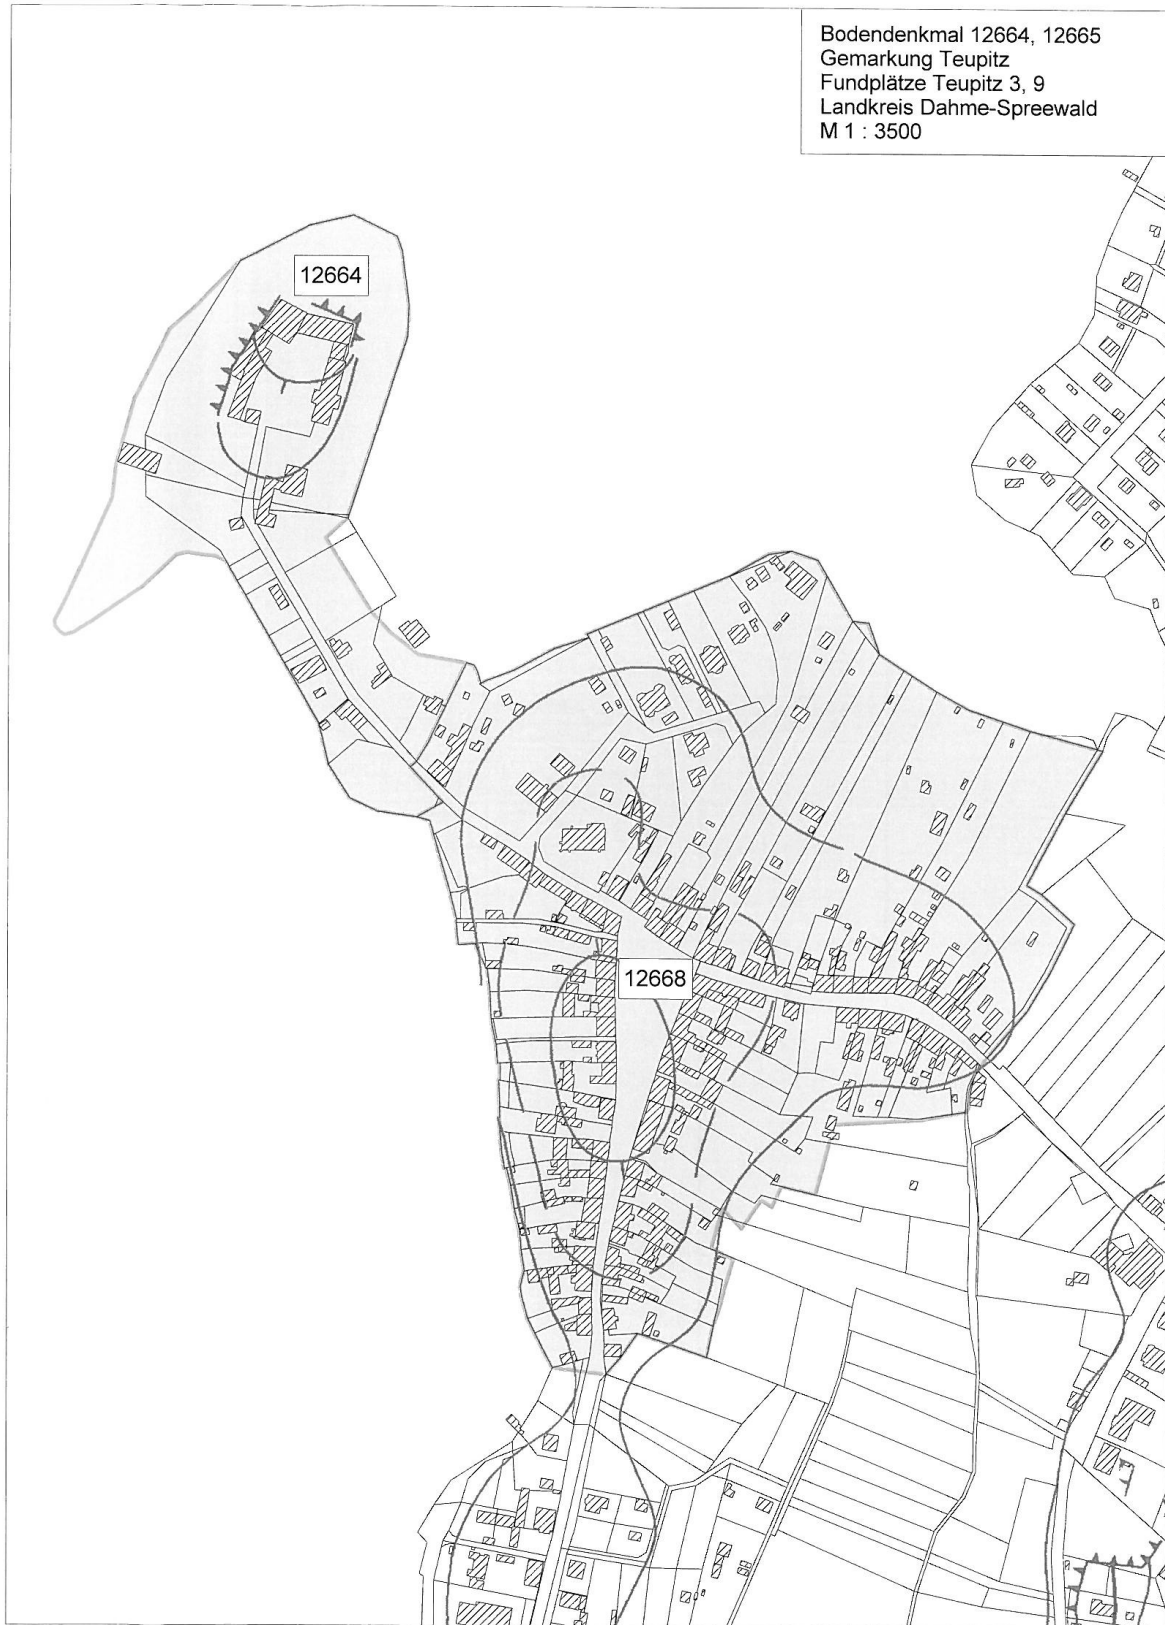 Bodendenkmal 12664, 12665
Gemarkung Teupitz
Fundplätze Teupitz 3, 9
Landkreis Dahme-Spreewald
M 1 : 3500
12664
12668